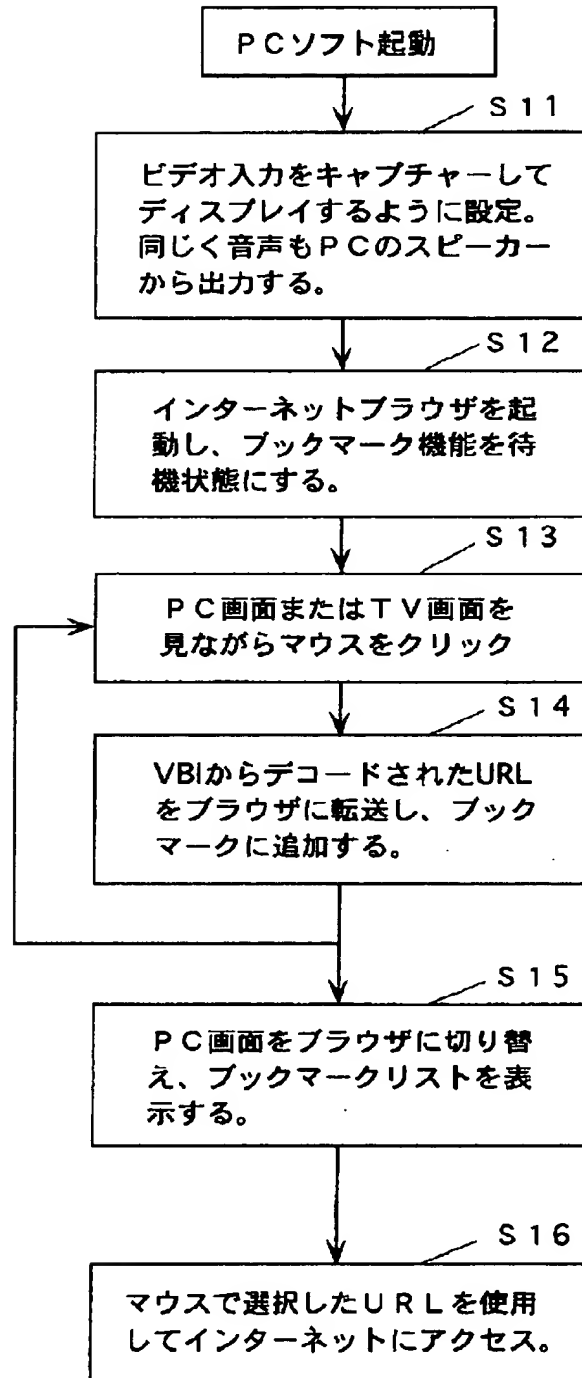 ＰＣソフト起動
Ｓ１１
ビデオ入力をキャプチャーして
ディスプレイするように設定。
同じく音声もＰＣのスピーカー
から出力する。
Ｓ１２
インターネットブラウザを起
動し、ブックマーク機能を待
機状態にする。
Ｓ１３
ＰＣ画面またはＴＶ画面を
見ながらマウスをクリック
Ｓ１４
VBIからデコードされたURL
をブラウザに転送し、ブック
マークに追加する。
Ｓ１５
ＰＣ画面をブラウザに切り替
え、ブックマークリストを表
示する。
Ｓ１６
マウスで選択したＵＲＬを使用
してインターネットにアクセス。